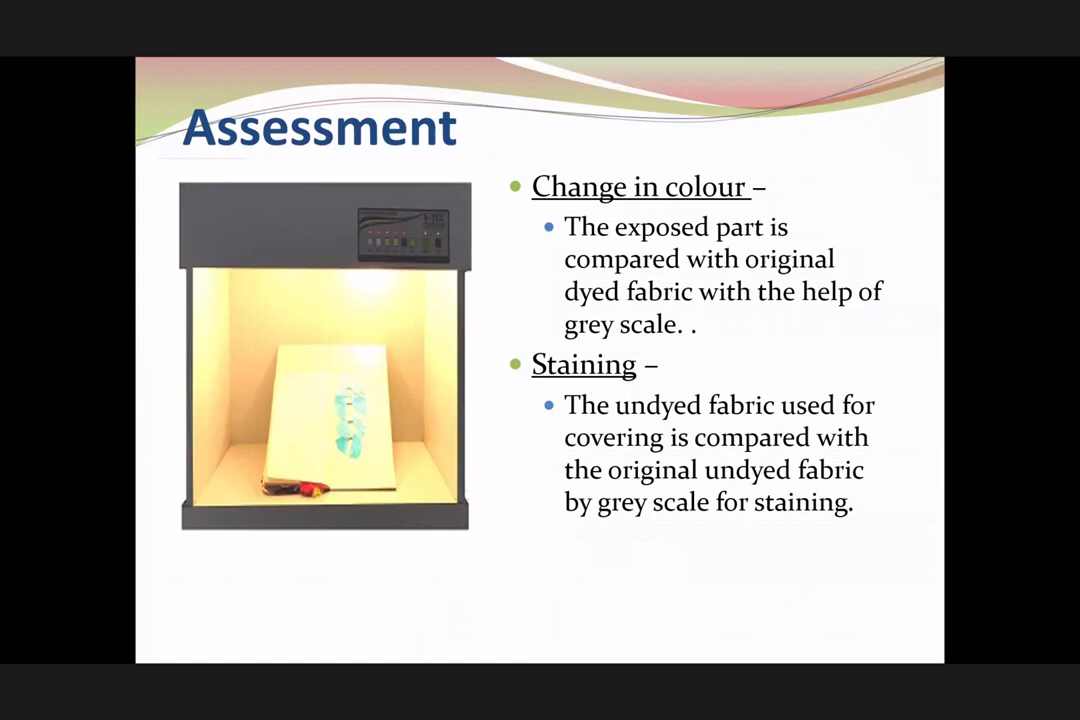 Assessment
Change in colour –
The exposed part is
compared with original
dyed fabric with the help of
grey scale. .
Staining –
The undyed fabric used for
covering is compared with
the original undyed fabric
by grey scale for staining.